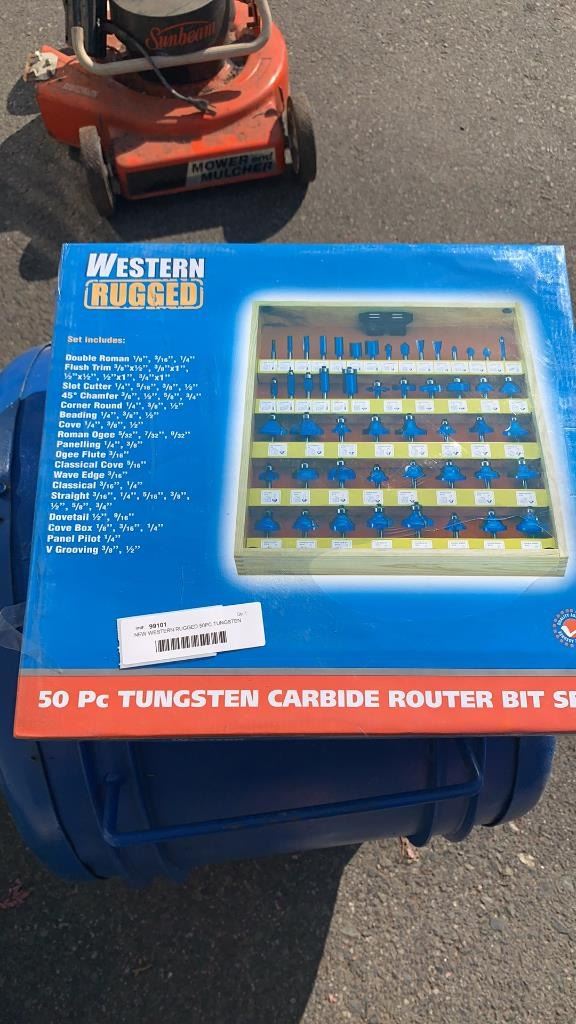 Sunbeam
MOWER and
MULCHER
WESTERN
RUGGED
Set includes:
Double Roman 1/8", 3/16", 1/4"
Flush Trim 3/8"x1/2", 3/8"x1",
1/2"x1/2", 1/2"x1", 3/4"x1"
Slot Cutter 1/4", 5/16", 3/8", 1/2"
45° Chamfer 3/8", 1/2", 5/8", 3/4"
Corner Round 1/4", 3/8", 1/2"
Beading 1/4", 3/8", 1/2"
Cove 1/4", 3/8", 1/2"
Roman Ogee 5/32", 7/32", 9/32"
Panelling 1/4", 3/8"
Ogee Flute 3/16"
Classical Cove 5/16"
Wave Edge 3/16"
Classical 3/16", 1/4"
Straight 3/16", 1/4", 5/16", 3/8",
1/2", 5/8", 3/4"
Dovetail 1/2", 9/16"
Cove Box 1/8", 3/16", 1/4"
Panel Pilot 1/4"
V Grooving 3/8", 1/2"
99101
NEW WESTERN RUGGED 50PC TUNGSTEN
50 Pc TUNGSTEN CARBIDE ROUTER BIT SE